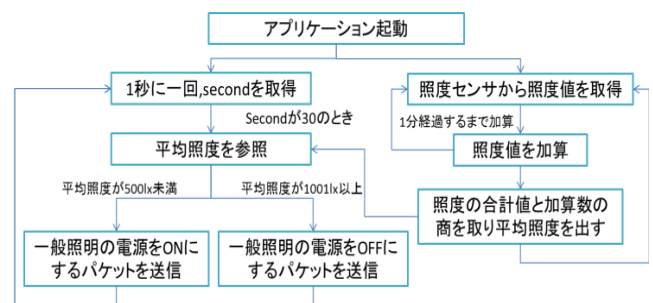 アプリケーション起動
1秒に一回,secondを取得
照度センサから照度値を取得
Secondが30のとき
1分経過するまで加算
平均照度を参照
照度値を加算
平均照度が500lx未満
平均照度が1001lx以上
照度の合計値と加算数の
商を取り平均照度を出す
一般照明の電源をONに
するパケットを送信
一般照明の電源をOFFに
するパケットを送信